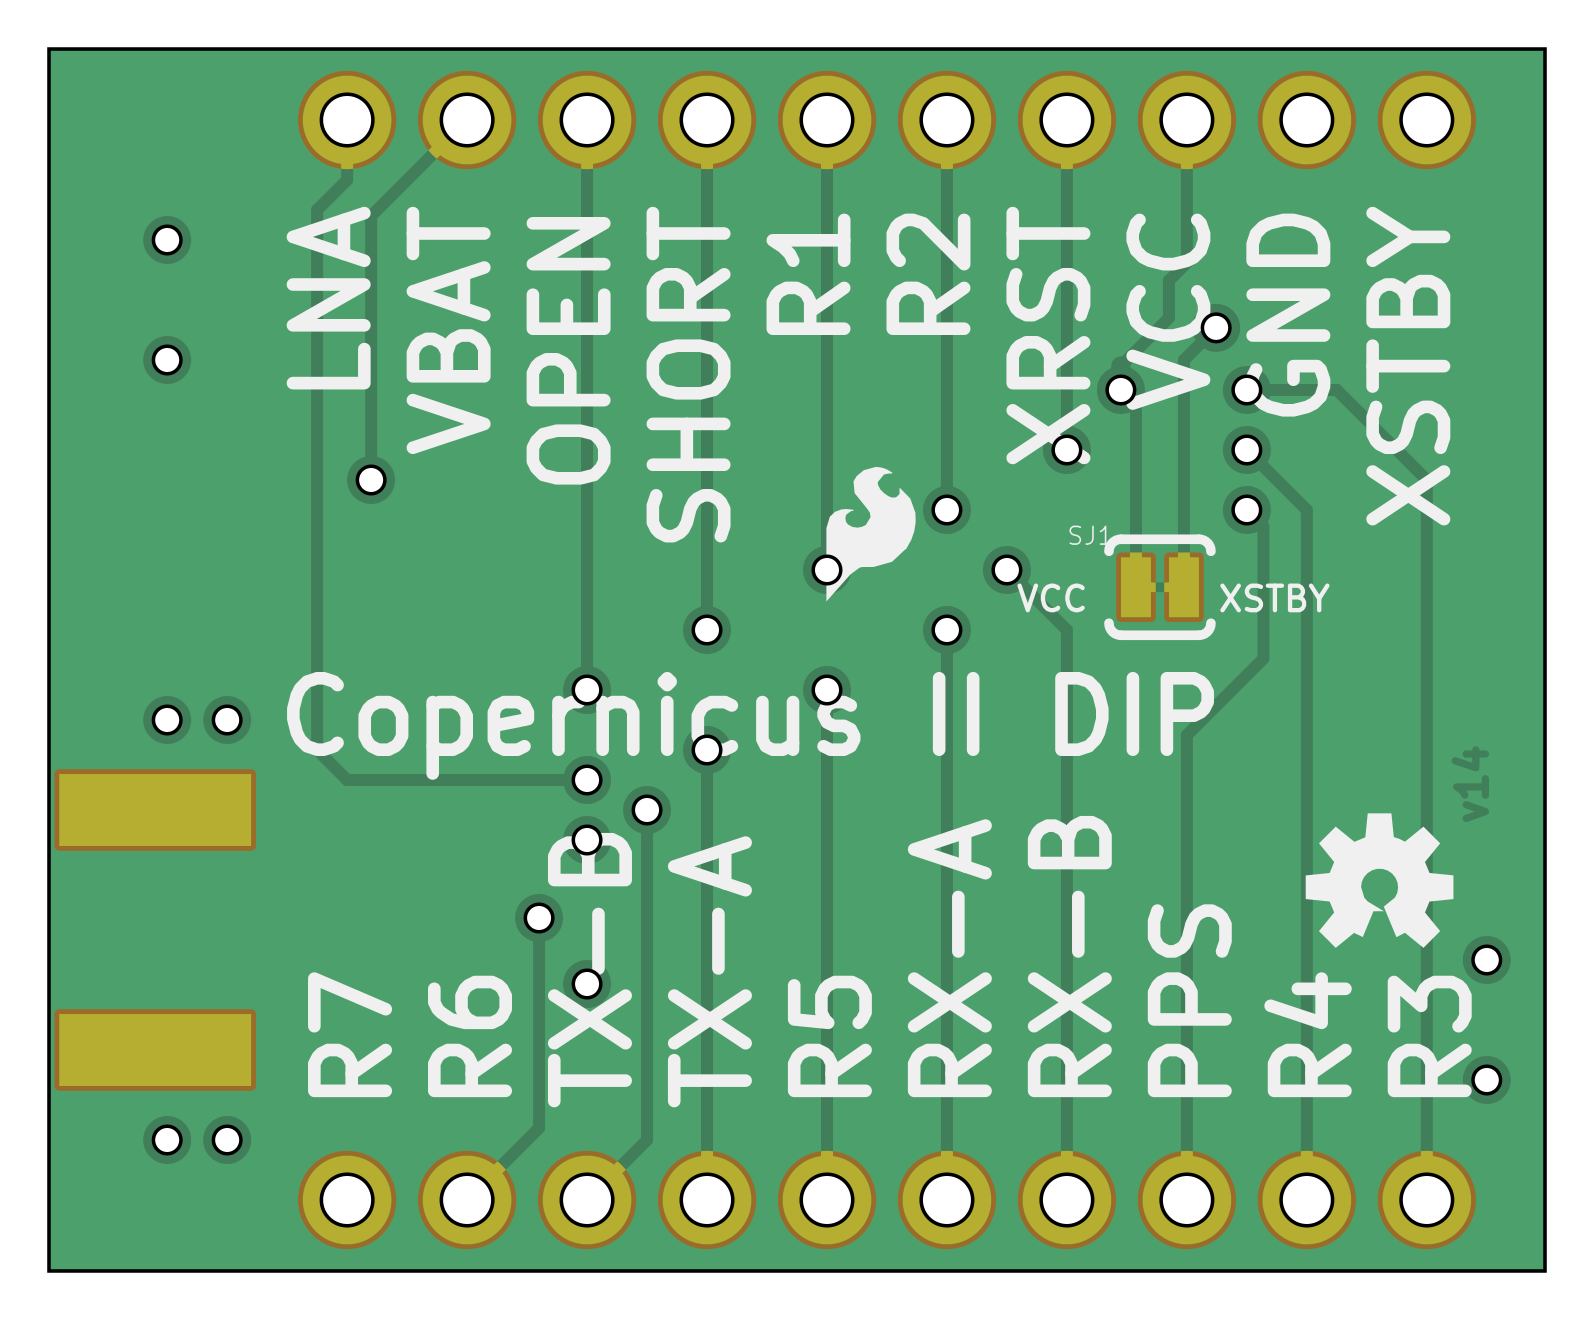 LNA
VBAT
OPEN
SHORT
R1
R2
XRST
VCC
GND
XSTBY
SJ1
VCC
XSTBY
Copernicus II DIP
v14
R7
R6
TX-B
TX-A
R5
RX-A
RX-B
PPS
R4
R3